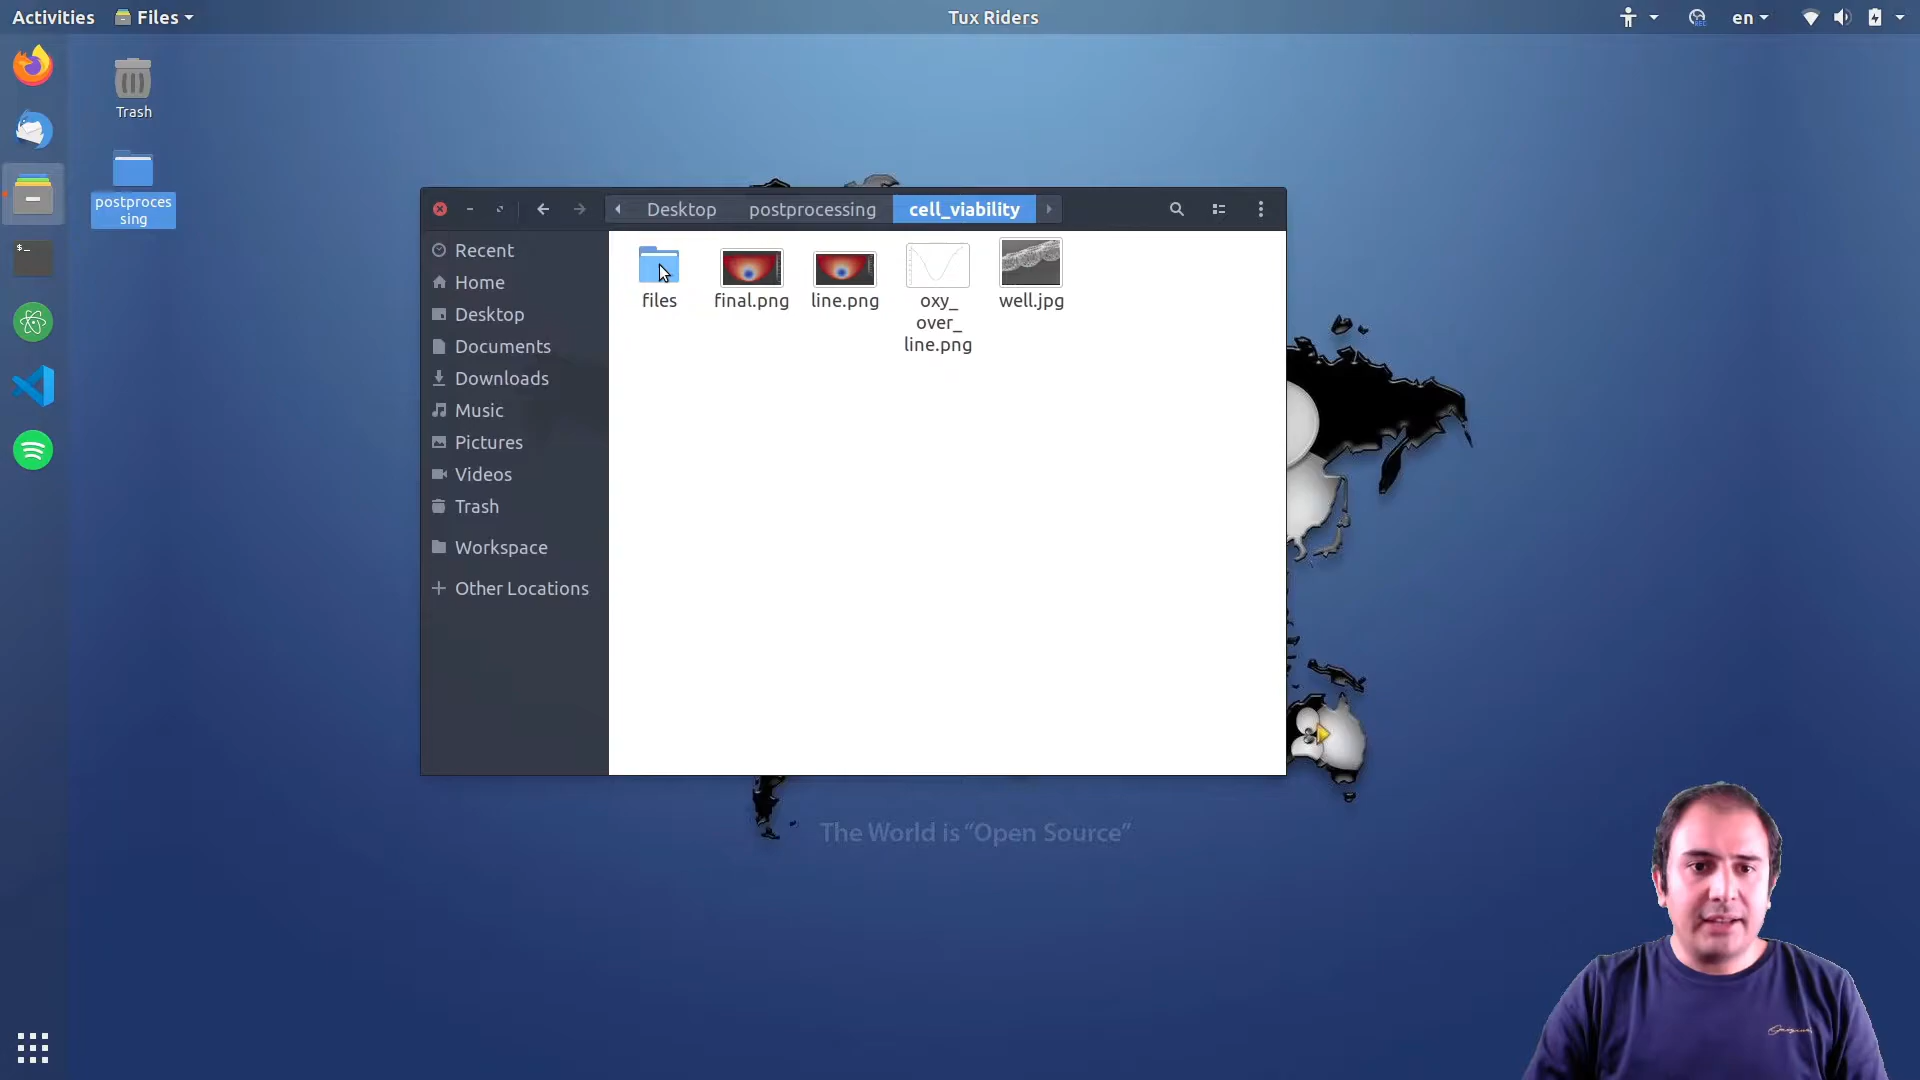 Activities
Files
Tux Riders
en
Trash
postproces
sing
Desktop
postprocessing
cell_viability
Recent
Home
Desktop
Documents
Downloads
Music
Pictures
Videos
Trash
Workspace
Other Locations
files
final.png
line.png
oxy_
over_
line.png
well.jpg
The World is “Open Source”